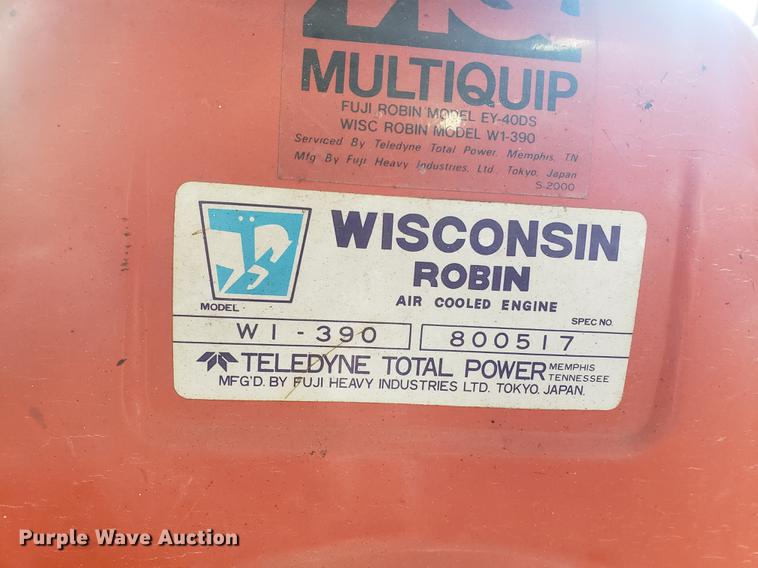 MULTIQUIP
FUJI ROBIN MODEL EY-40DS
WISC ROBIN MODEL W1-390
Serviced By Teledyne Total Power, Memphis, TN
Mfg By Fuji Heavy Industries, Ltd, Tokyo, Japan
S-2000
WISCONSIN
ROBIN
AIR COOLED ENGINE
MODEL
SPEC NO.
W I - 390
800517
TELEDYNE TOTAL POWER MEMPHIS TENNESSEE
MFG'D. BY FUJI HEAVY INDUSTRIES LTD. TOKYO, JAPAN.
Purple Wave Auction